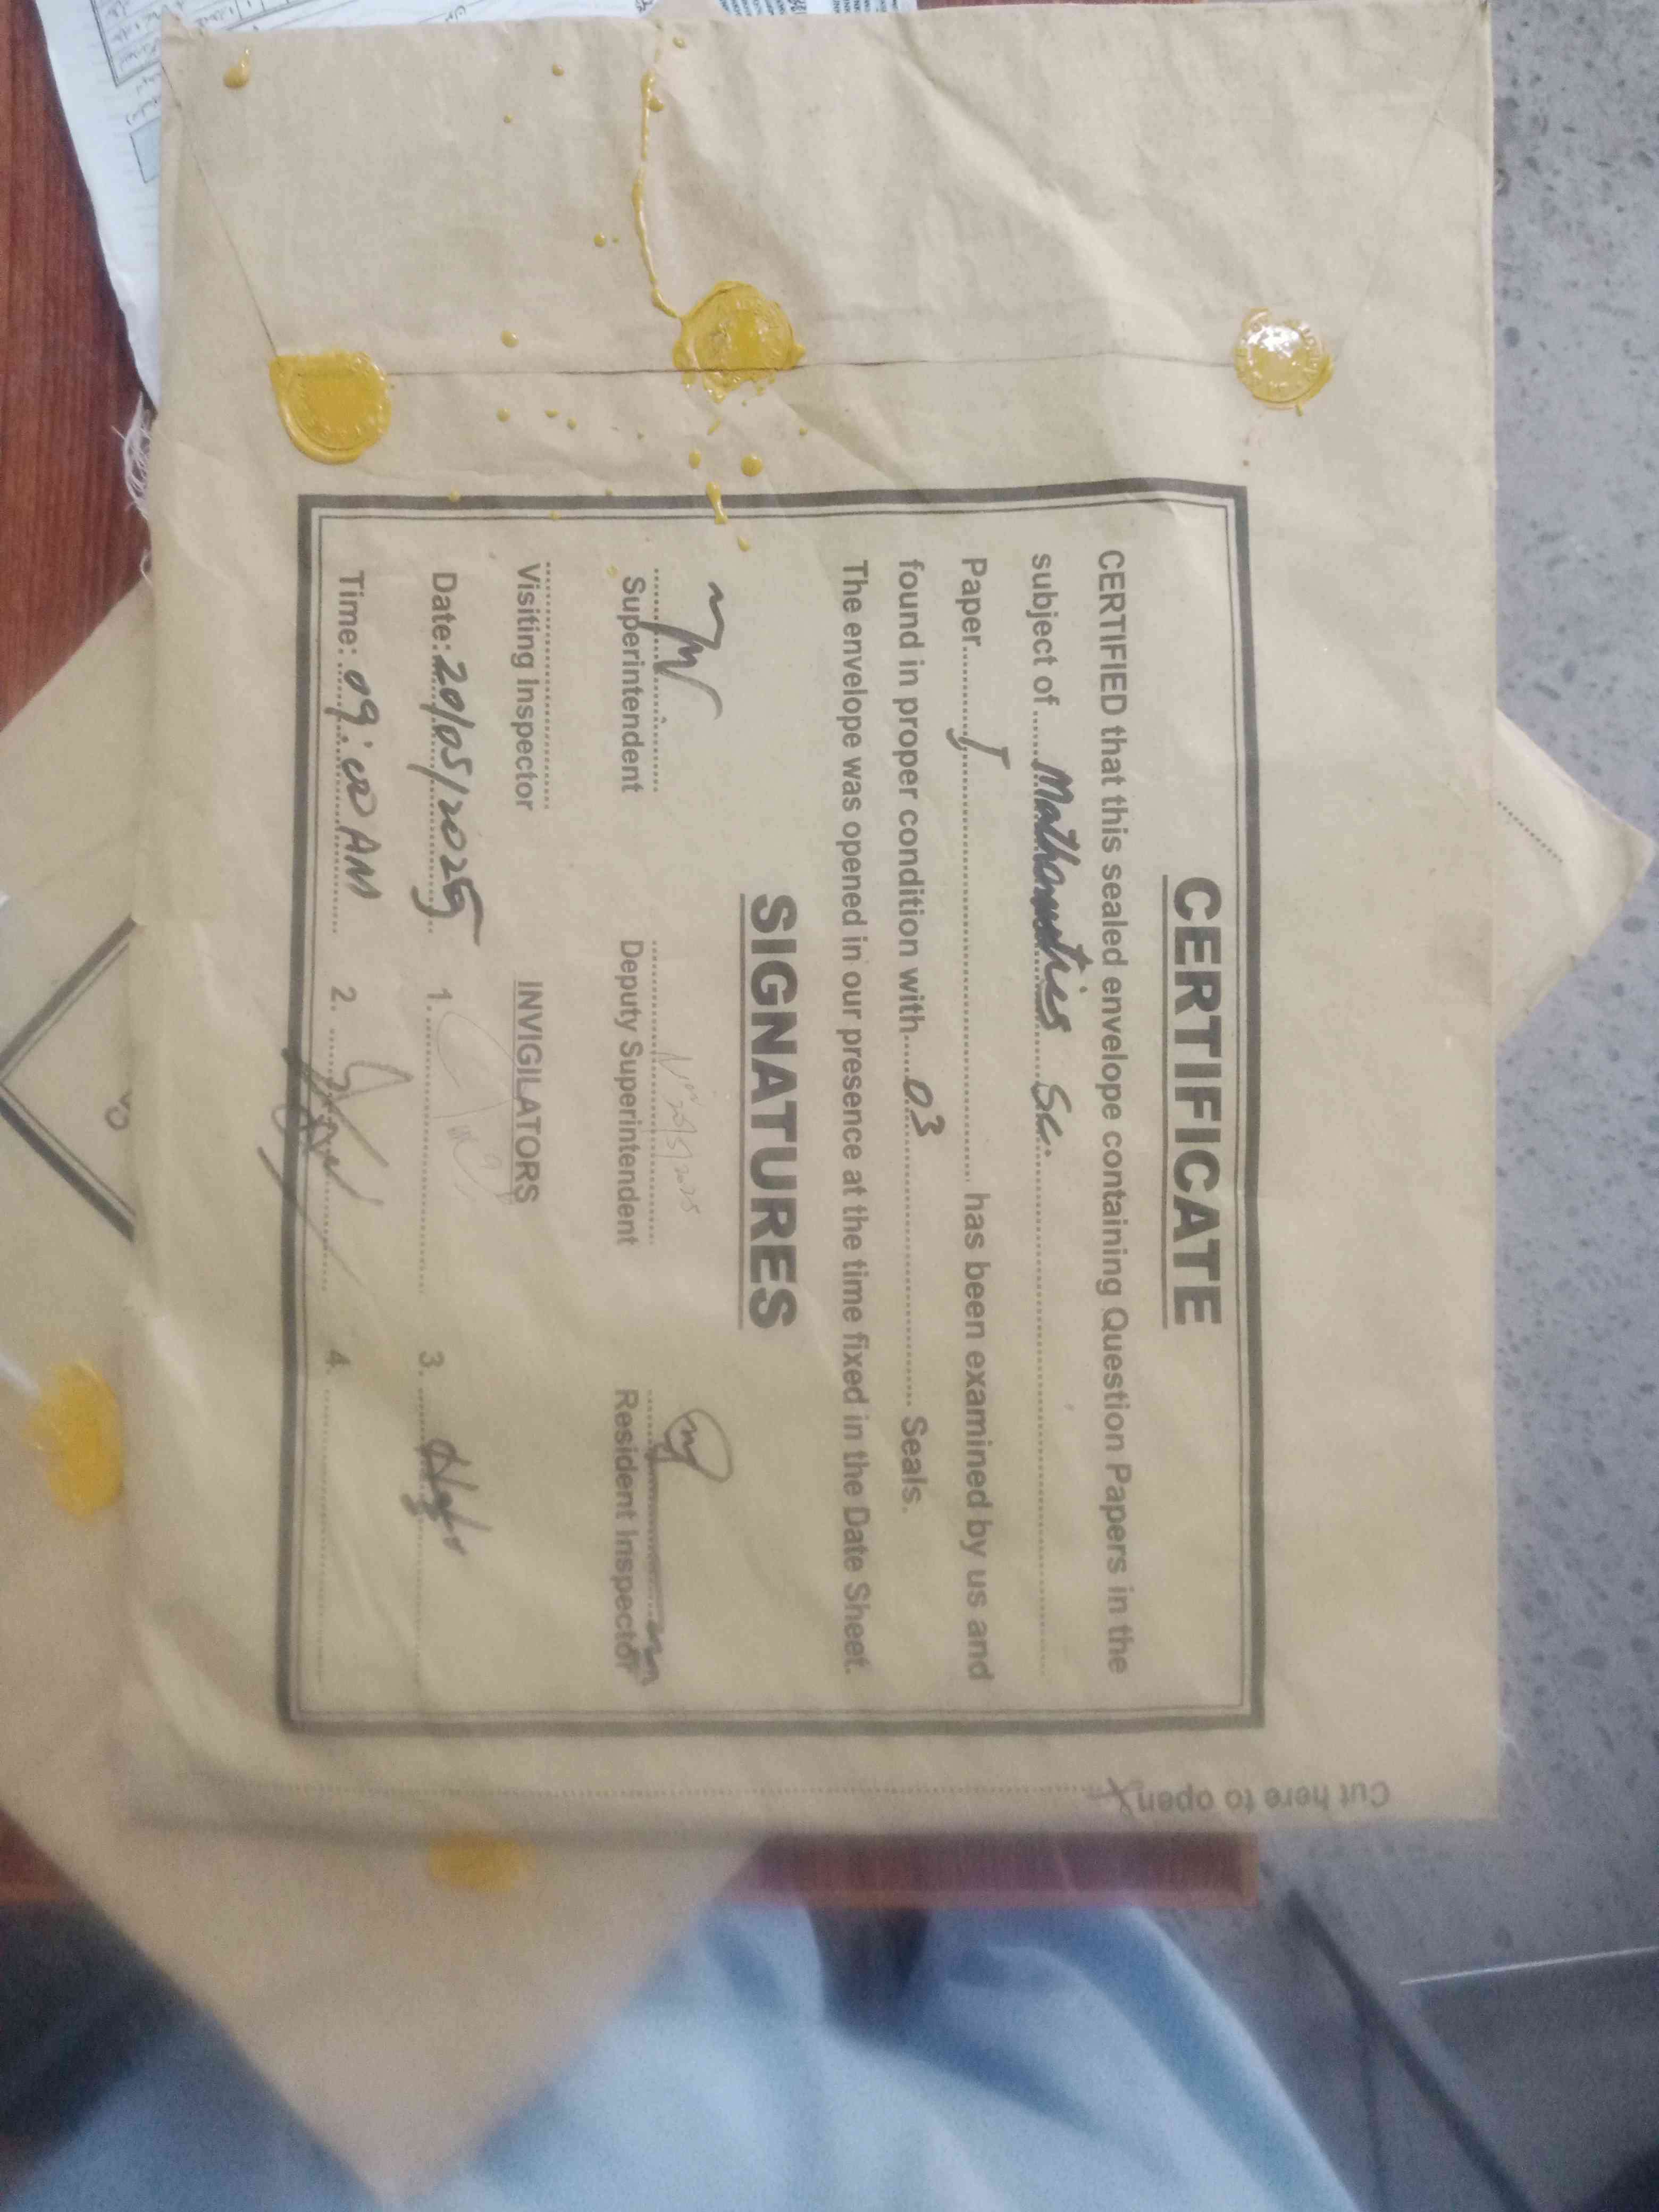 CERTIFICATE
CERTIFIED that this sealed envelope containing Question Papers in the
subject of ...... Mathematics Sc.
Paper......... I ......... has been examined by us and
found in proper condition with..... 03 ......... Seals.
The envelope was opened in our presence at the time fixed in the Date Sheet.
SIGNATURES
20/5/2025
Superintendent Deputy Superintendent Resident Inspector
Visiting Inspector
INVIGILATORS
Date: 20/05/2025 1. 3.
Time: 09:00 AM 2. 4.
Cut here to open